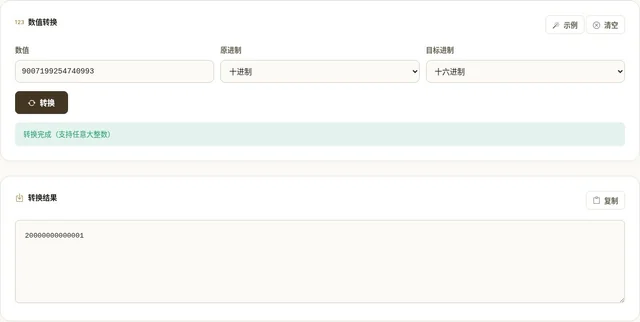 123 数值转换
示例
清空
数值
原进制
目标进制
9007199254740993
十进制
十六进制
转换
转换完成（支持任意大整数）
转换结果
复制
20000000000001